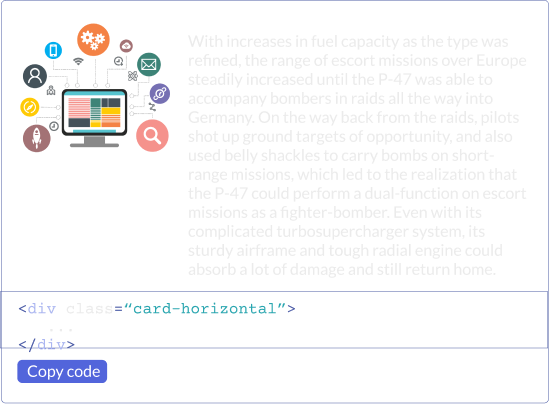 With increases in fuel capacity as the type was
refined, the range of escort missions over Europe
steadily increased until the P-47 was able to
accompany bombers in raids all the way into
Germany. On the way back from the raids, pilots
shot up ground targets of opportunity, and also
used belly shackles to carry bombs on short-
range missions, which led to the realization that
the P-47 could perform a dual-function on escort
missions as a fighter-bomber. Even with its
complicated turbosupercharger system, its
sturdy airframe and tough radial engine could
absorb a lot of damage and still return home.
<div class=“card-horizontal”>
...
</div>
Copy code